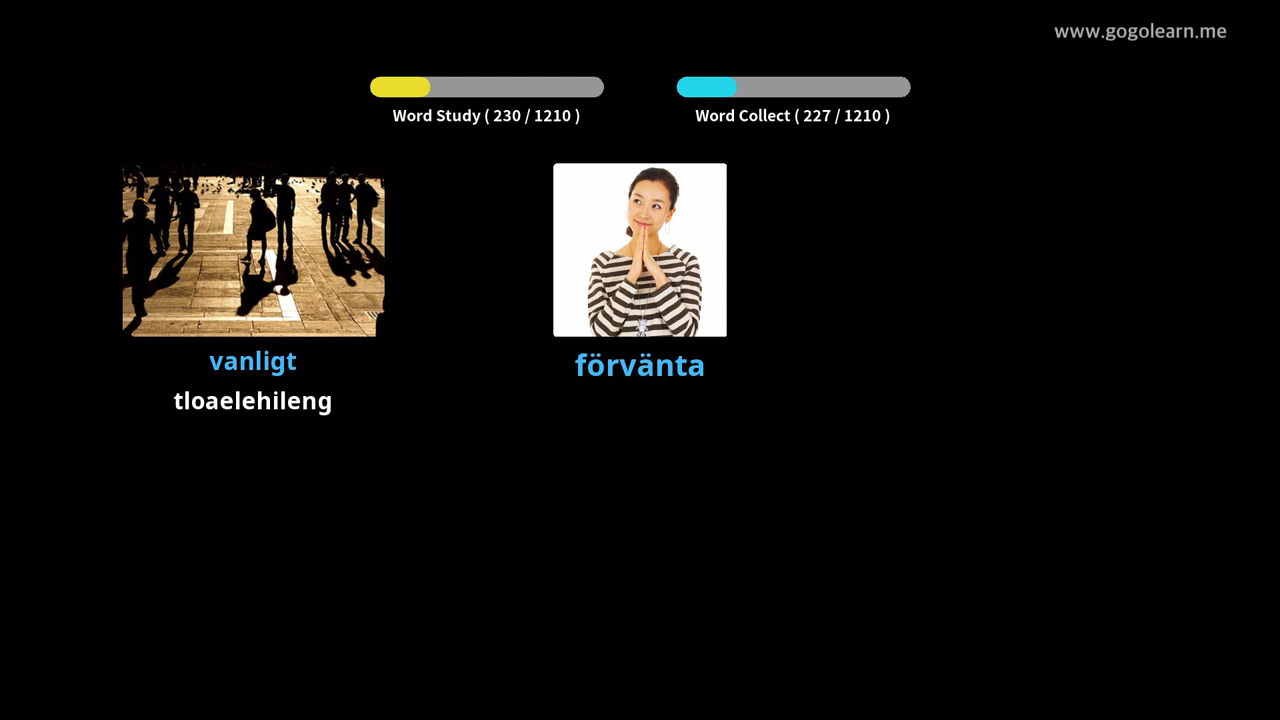 www.gogolearn.me
Word Study ( 230 / 1210 )
Word Collect ( 227 / 1210 )
vanligt
tloaelehileng
förvänta